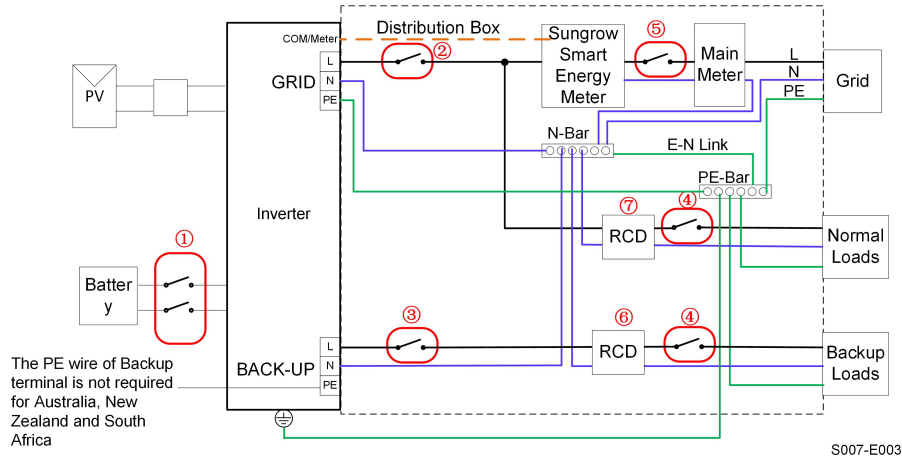 Distribution Box
COM/Meter
②
Sungrow
Smart
Energy
Meter
⑤
Main
Meter
L
N
PE
Grid
PV
GRID
L
N
PE
N-Bar
E-N Link
PE-Bar
Inverter
①
⑦
RCD
④
Normal
Loads
Batter
y
③
⑥
RCD
④
Backup
Loads
BACK-UP
L
N
PE
The PE wire of Backup
terminal is not required
for Australia, New
Zealand and South
Africa
S007-E003